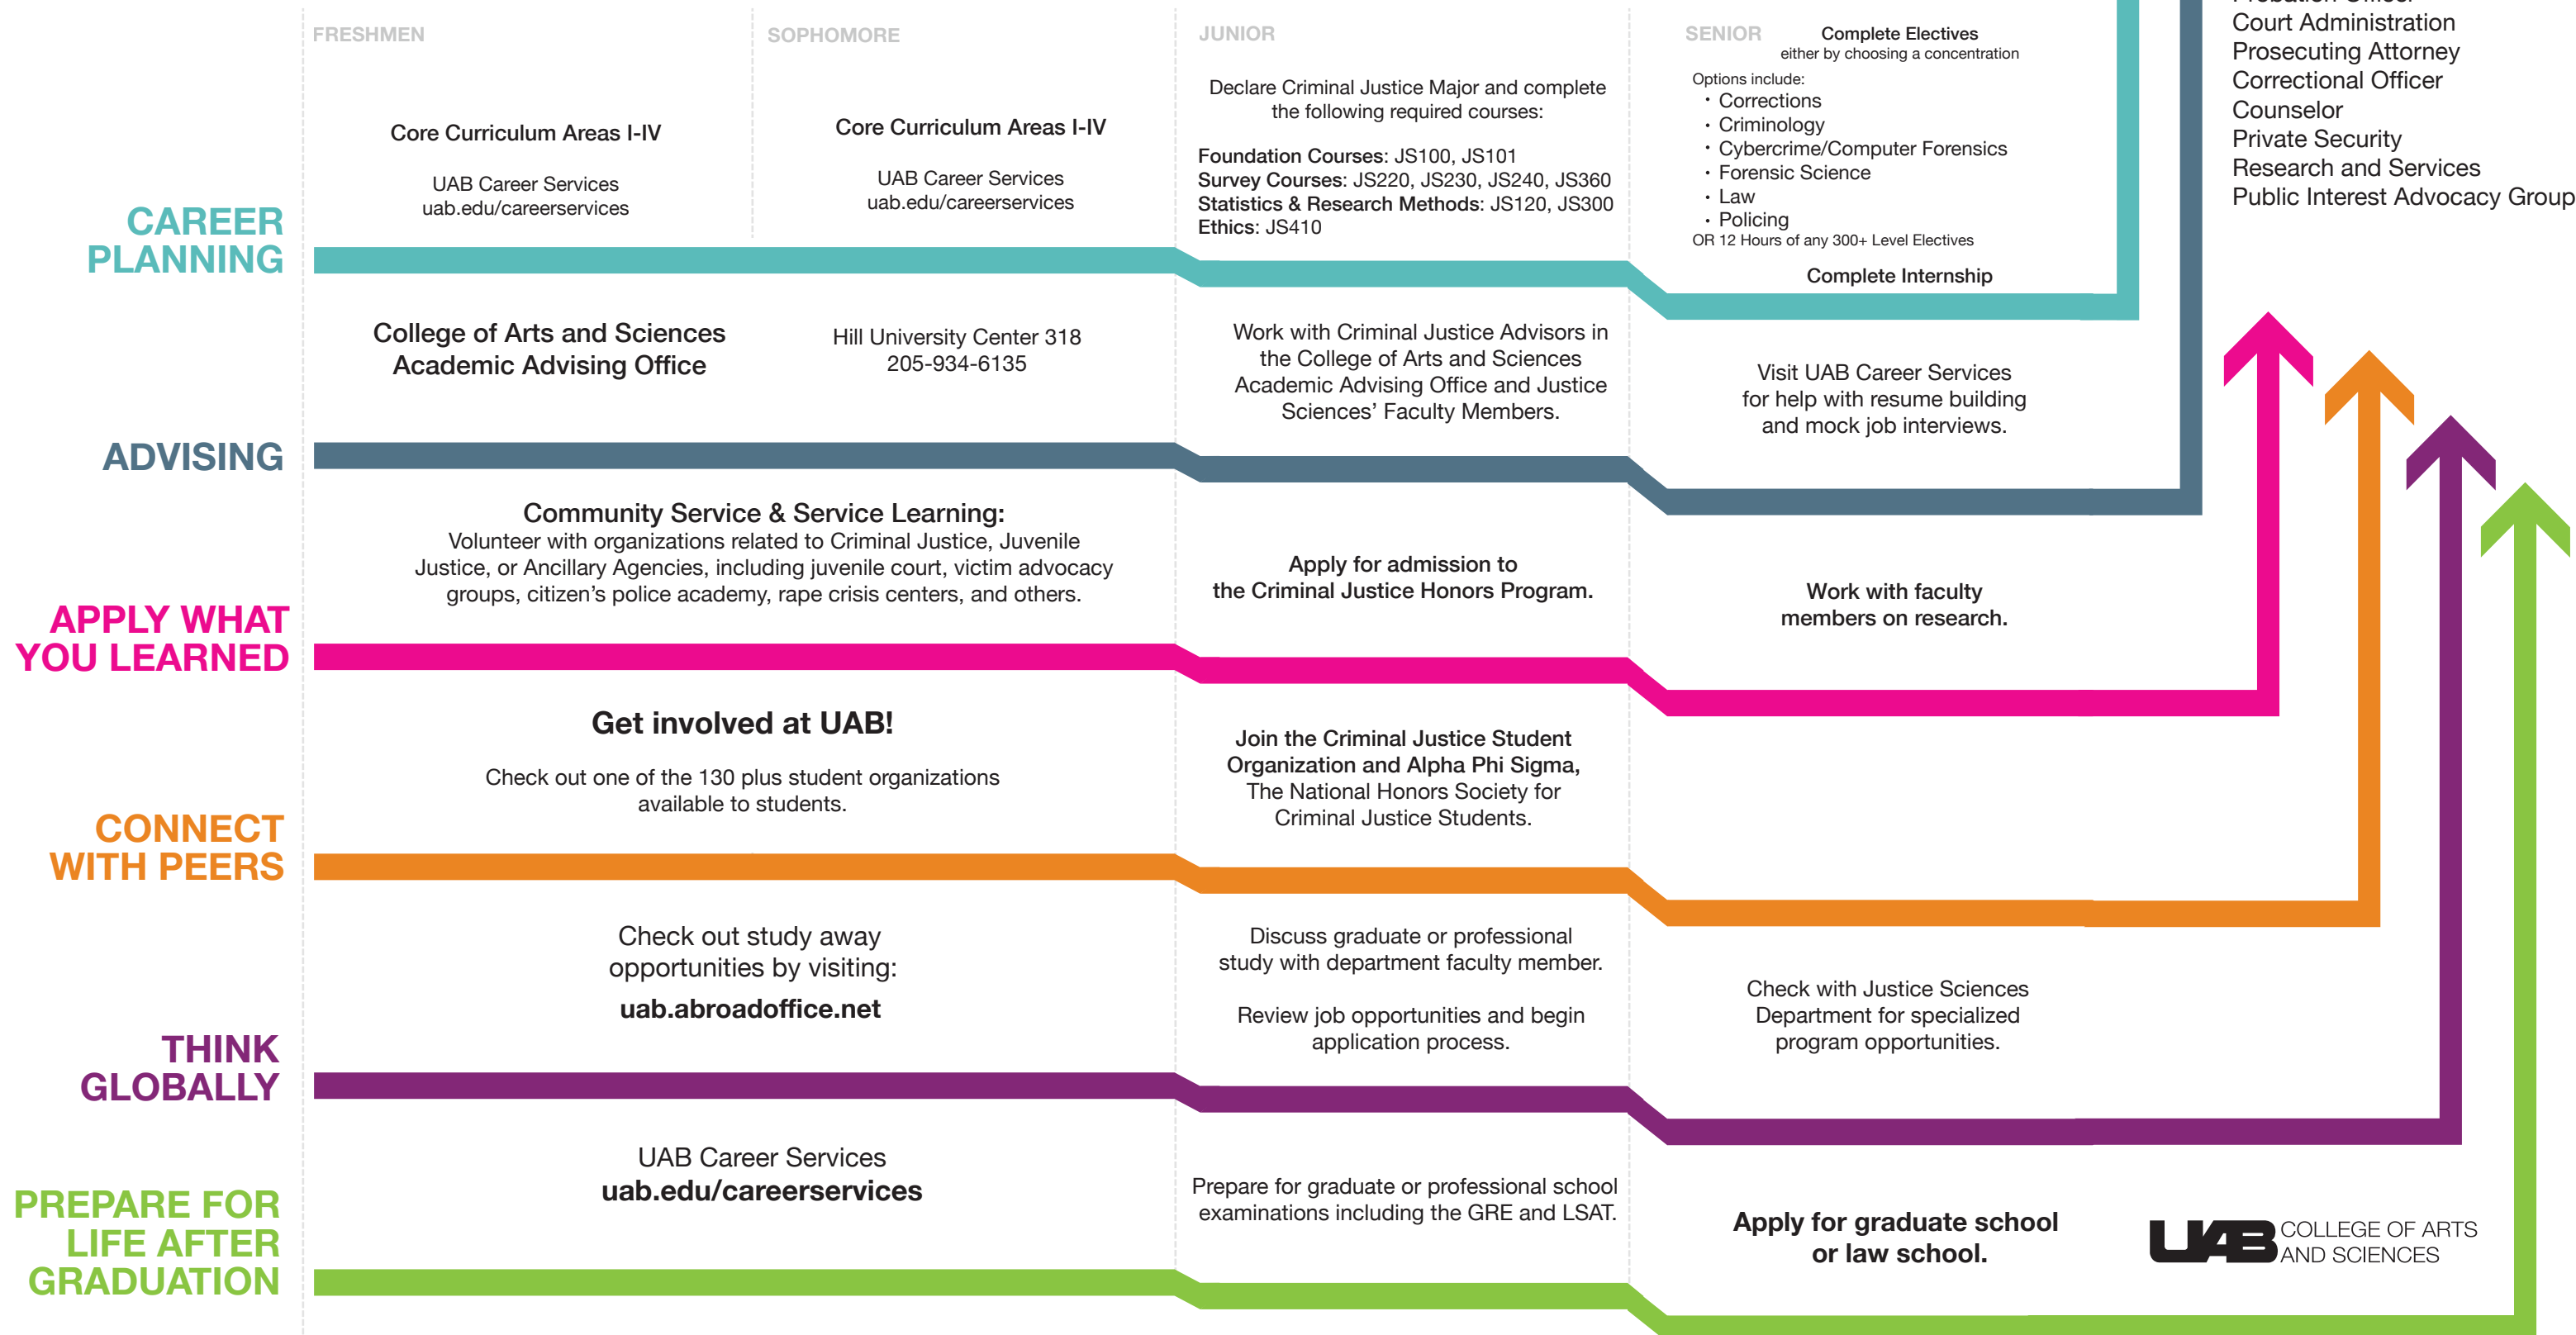 FRESHMEN
SOPHOMORE
JUNIOR
SENIOR
CAREER
PLANNING
Core Curriculum Areas I-IV
UAB Career Services
uab.edu/careerservices
Core Curriculum Areas I-IV
UAB Career Services
uab.edu/careerservices
Declare Criminal Justice Major and complete
the following required courses:
Foundation Courses: JS100, JS101
Survey Courses: JS220, JS230, JS240, JS360
Statistics & Research Methods: JS120, JS300
Ethics: JS410
Complete Electives
either by choosing a concentration
Options include:
• Corrections
• Criminology
• Cybercrime/Computer Forensics
• Forensic Science
• Law
• Policing
OR 12 Hours of any 300+ Level Electives
Complete Internship
Probation Officer
Court Administration
Prosecuting Attorney
Correctional Officer
Counselor
Private Security
Research and Services
Public Interest Advocacy Group
ADVISING
College of Arts and Sciences
Academic Advising Office
Hill University Center 318
205-934-6135
Work with Criminal Justice Advisors in
the College of Arts and Sciences
Academic Advising Office and Justice
Sciences’ Faculty Members.
Visit UAB Career Services
for help with resume building
and mock job interviews.
APPLY WHAT
YOU LEARNED
Community Service & Service Learning:
Volunteer with organizations related to Criminal Justice, Juvenile
Justice, or Ancillary Agencies, including juvenile court, victim advocacy
groups, citizen’s police academy, rape crisis centers, and others.
Apply for admission to
the Criminal Justice Honors Program.
Work with faculty
members on research.
CONNECT
WITH PEERS
Get involved at UAB!
Check out one of the 130 plus student organizations
available to students.
Join the Criminal Justice Student
Organization and Alpha Phi Sigma,
The National Honors Society for
Criminal Justice Students.
THINK
GLOBALLY
Check out study away
opportunities by visiting:
uab.abroadoffice.net
Discuss graduate or professional
study with department faculty member.
Review job opportunities and begin
application process.
Check with Justice Sciences
Department for specialized
program opportunities.
PREPARE FOR
LIFE AFTER
GRADUATION
UAB Career Services
uab.edu/careerservices
Prepare for graduate or professional school
examinations including the GRE and LSAT.
Apply for graduate school
or law school.
UAB COLLEGE OF ARTS
AND SCIENCES